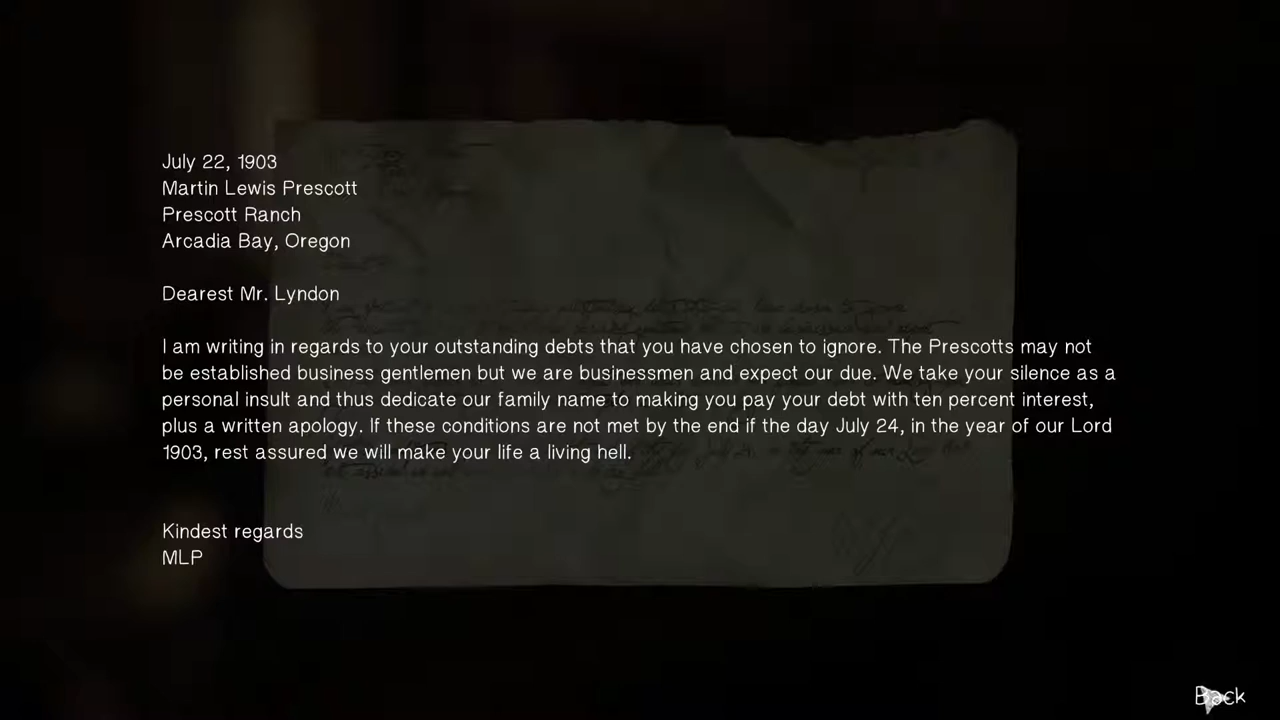 July 22, 1903
Martin Lewis Prescott
Prescott Ranch
Arcadia Bay, Oregon
Dearest Mr. Lyndon
I am writing in regards to your outstanding debts that you have chosen to ignore. The Prescotts may not
be established business gentlemen but we are businessmen and expect our due. We take your silence as a
personal insult and thus dedicate our family name to making you pay your debt with ten percent interest,
plus a written apology. If these conditions are not met by the end if the day July 24, in the year of our Lord
1903, rest assured we will make your life a living hell.
Kindest regards
MLP
Back